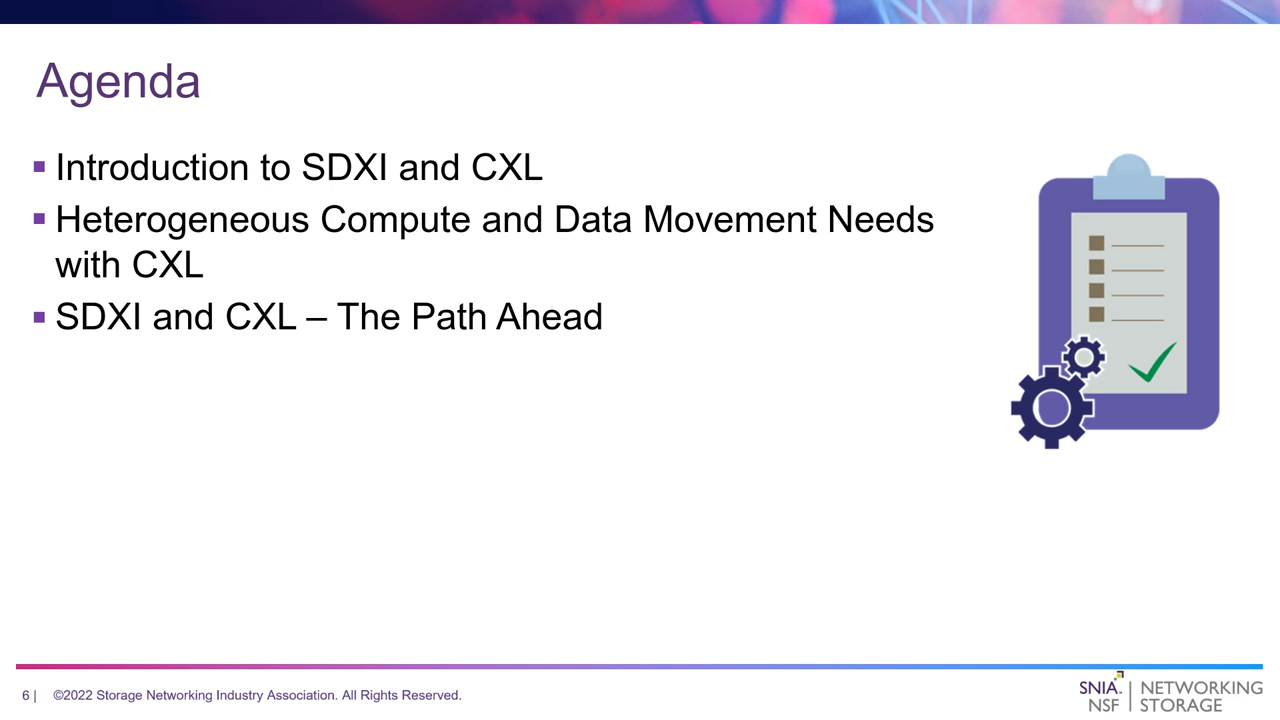 Agenda
▪ Introduction to SDXI and CXL
▪ Heterogeneous Compute and Data Movement Needs
with CXL
▪ SDXI and CXL – The Path Ahead
6 | ©2022 Storage Networking Industry Association. All Rights Reserved.
SNIA. | NETWORKING
NSF | STORAGE